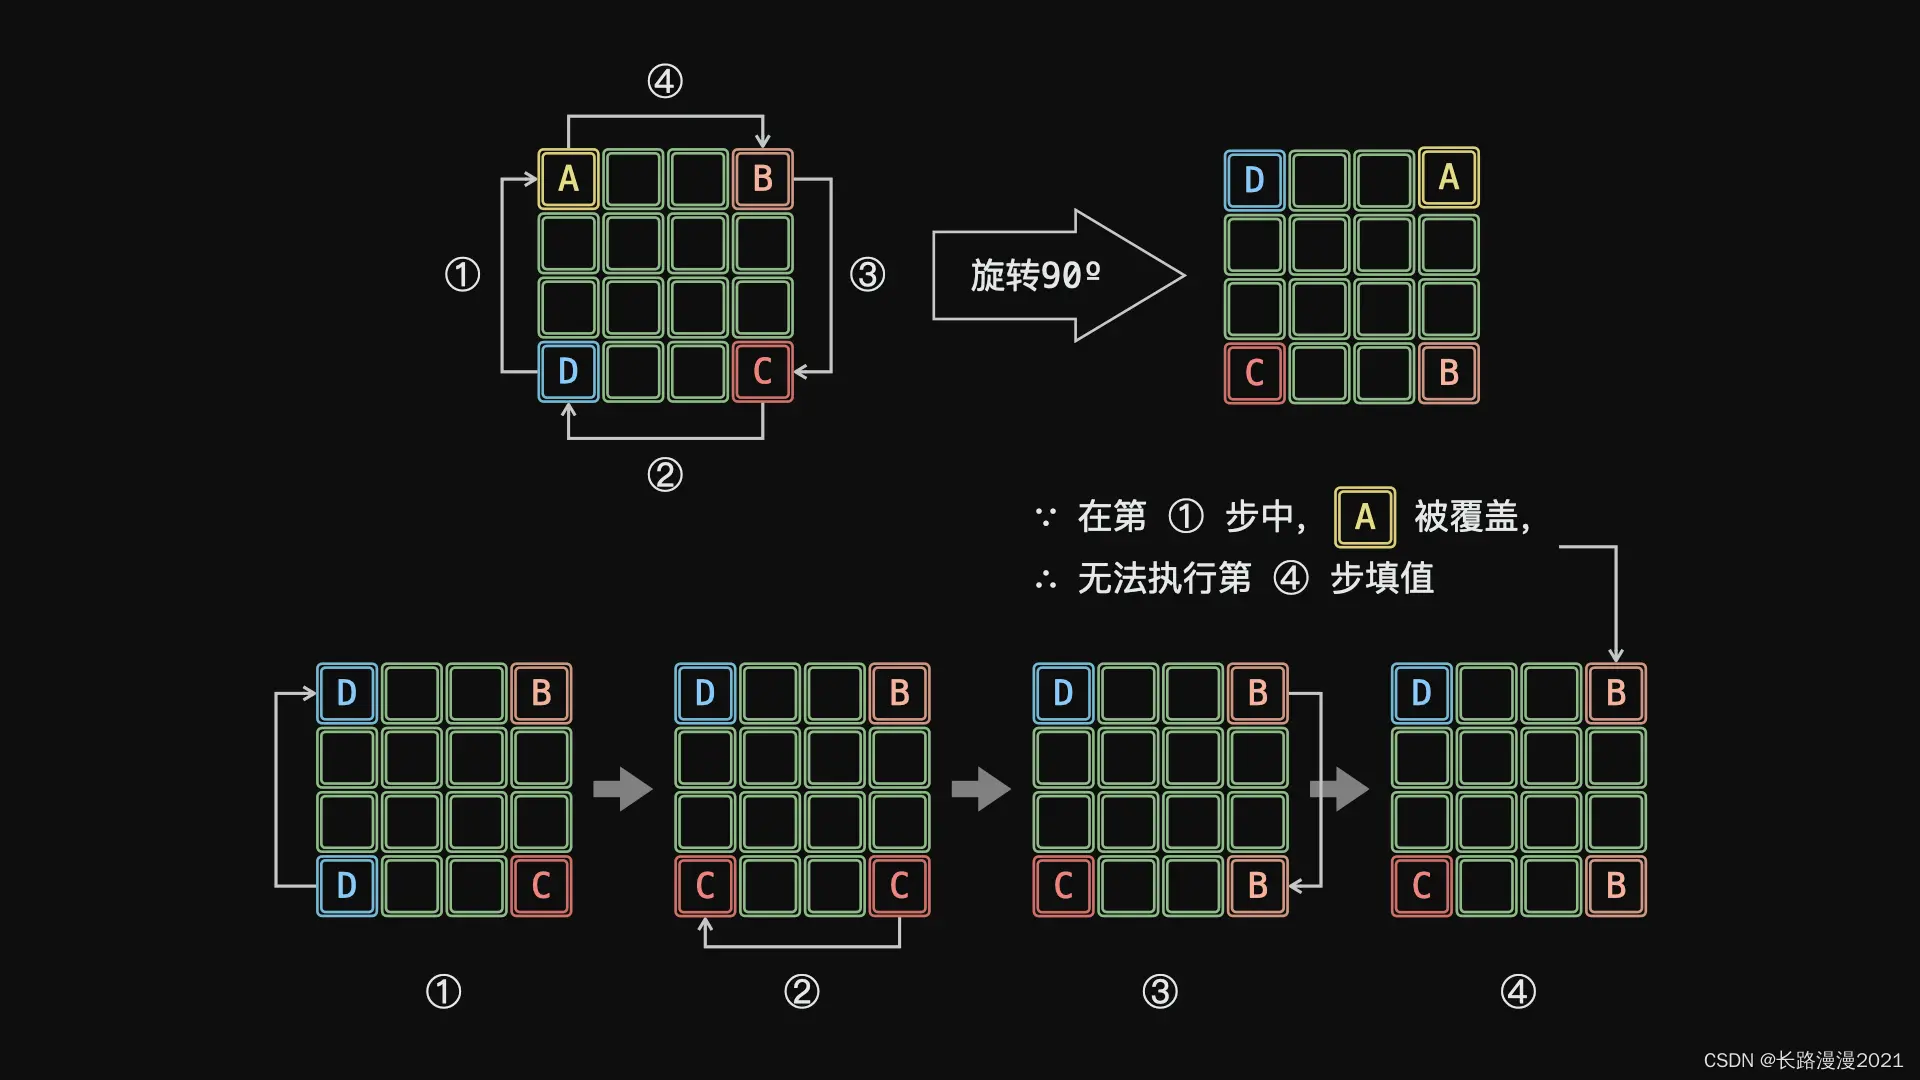 ④
A B
D A
① ③
旋转90º
D C
C B
②
∵ 在第 ① 步中, A 被覆盖,
∴ 无法执行第 ④ 步填值
D B D B D B D B
D C C C C B C B
① ② ③ ④
CSDN @长路漫漫2021